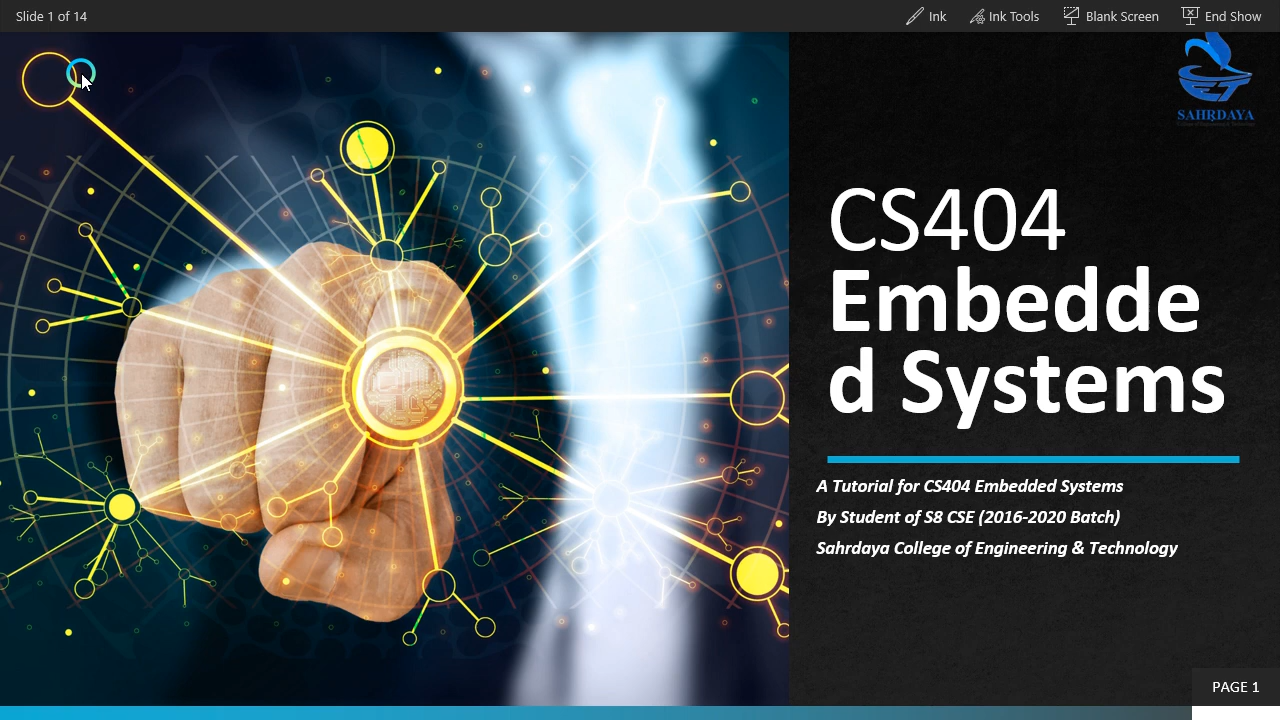 Slide 1 of 14
Ink
Ink Tools
Blank Screen
End Show
SAHRDAYA
CS404
Embedde
d Systems
A Tutorial for CS404 Embedded Systems
By Student of S8 CSE (2016-2020 Batch)
Sahrdaya College of Engineering & Technology
PAGE 1